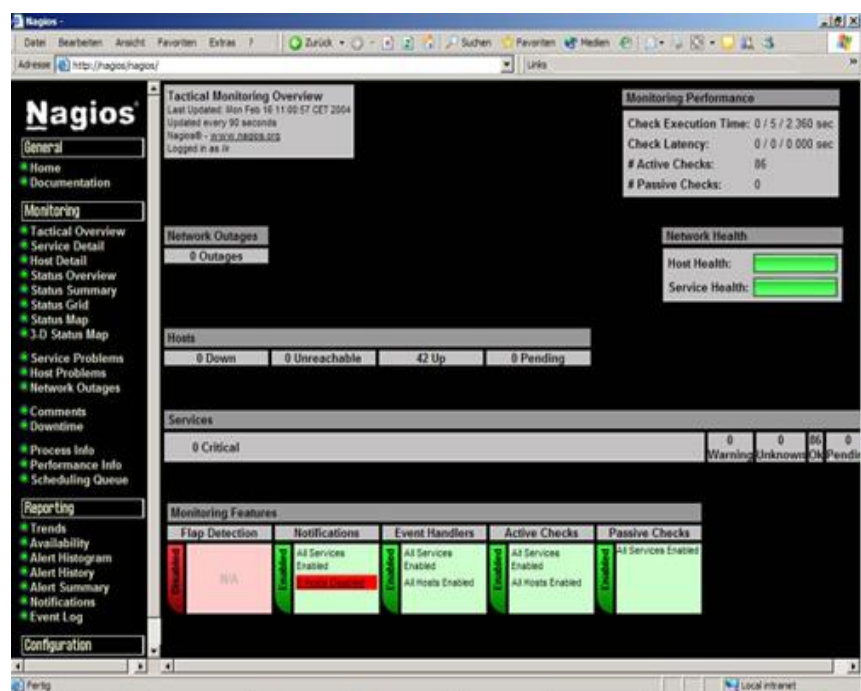 Nagios -
Datei Bearbeiten Ansicht Favoriten Extras ? Zurück Suchen Favoriten Medien
Adresse http://nagios/nagios/ Links
Nagios®
General
Home
Documentation
Monitoring
Tactical Overview
Service Detail
Host Detail
Status Overview
Status Summary
Status Grid
Status Map
3-D Status Map
Service Problems
Host Problems
Network Outages
Comments
Downtime
Process Info
Performance Info
Scheduling Queue
Reporting
Trends
Availability
Alert Histogram
Alert History
Alert Summary
Notifications
Event Log
Configuration
Tactical Monitoring Overview
Last Updated: Mon Feb 16 11:00:57 CET 2004
Updated every 90 seconds
Nagios® - www.nagios.org
Logged in as
Monitoring Performance
Check Execution Time: 0 / 5 / 2.360 sec
Check Latency: 0 / 0 / 0.000 sec
# Active Checks: 86
# Passive Checks: 0
Network Outages
0 Outages
Network Health
Host Health:
Service Health:
Hosts
0 Down 0 Unreachable 42 Up 0 Pending
Services
0 Critical 0 Warning 0 Unknown 86 Ok 0 Pendin
Monitoring Features
Flap Detection Notifications Event Handlers Active Checks Passive Checks
Disabled
N/A
Enabled
All Services Enabled
Hosts Disabled
Enabled
All Services Enabled
All Hosts Enabled
Enabled
All Services Enabled
All Hosts Enabled
Enabled
All Services Enabled
Fertig Local intranet